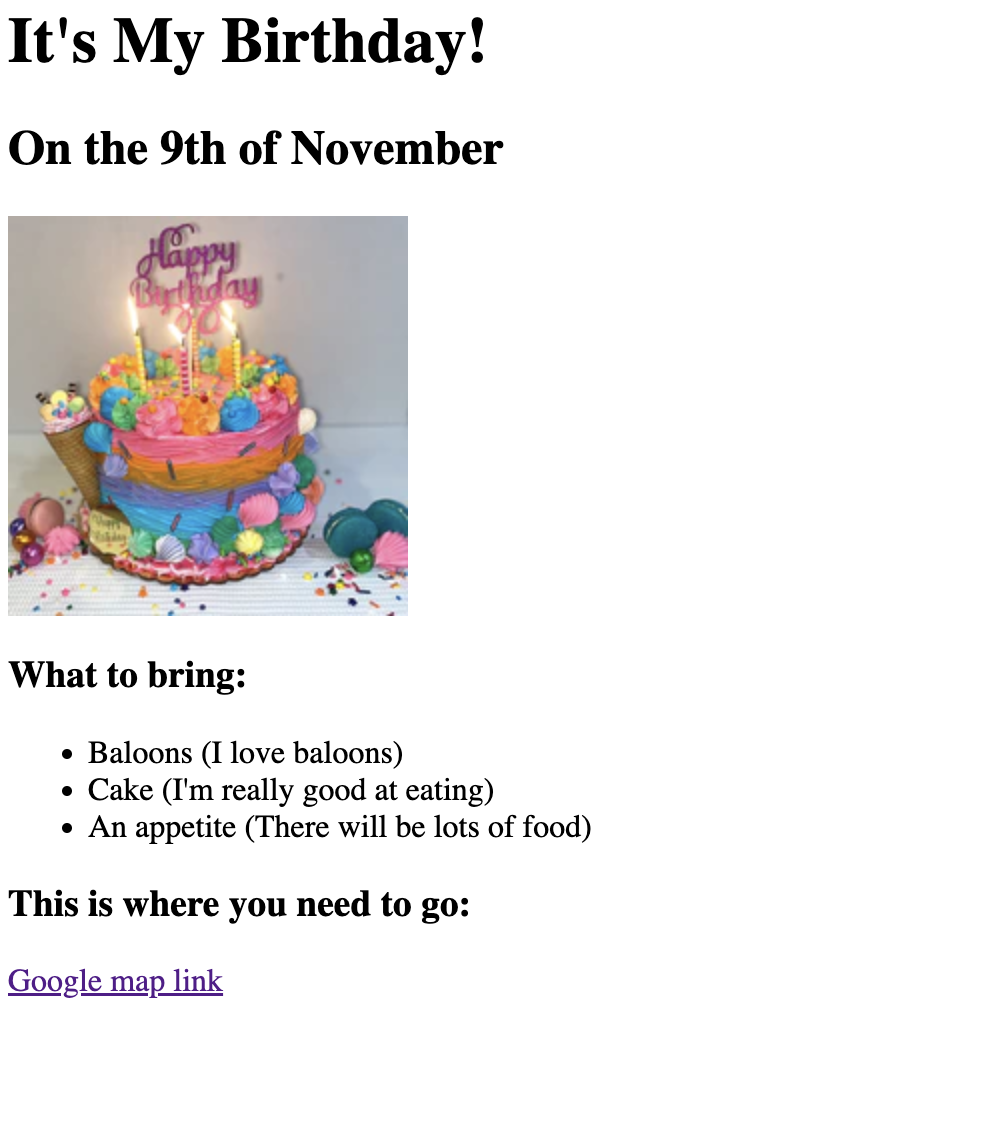 It's My Birthday!
On the 9th of November
Happy
Birthday
Happy
Birthday
What to bring:
Baloons (I love baloons)
Cake (I'm really good at eating)
An appetite (There will be lots of food)
This is where you need to go:
Google map link